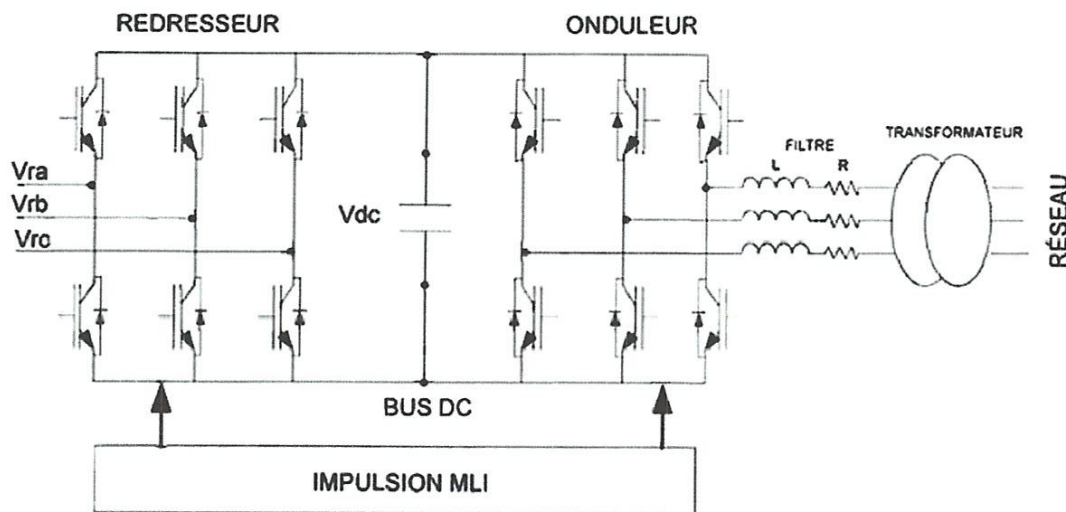 REDRESSEUR
ONDULEUR
TRANSFORMATEUR
FILTRE
L R
Vra
Vrb
Vrc
Vdc
RÉSEAU
BUS DC
IMPULSION MLI